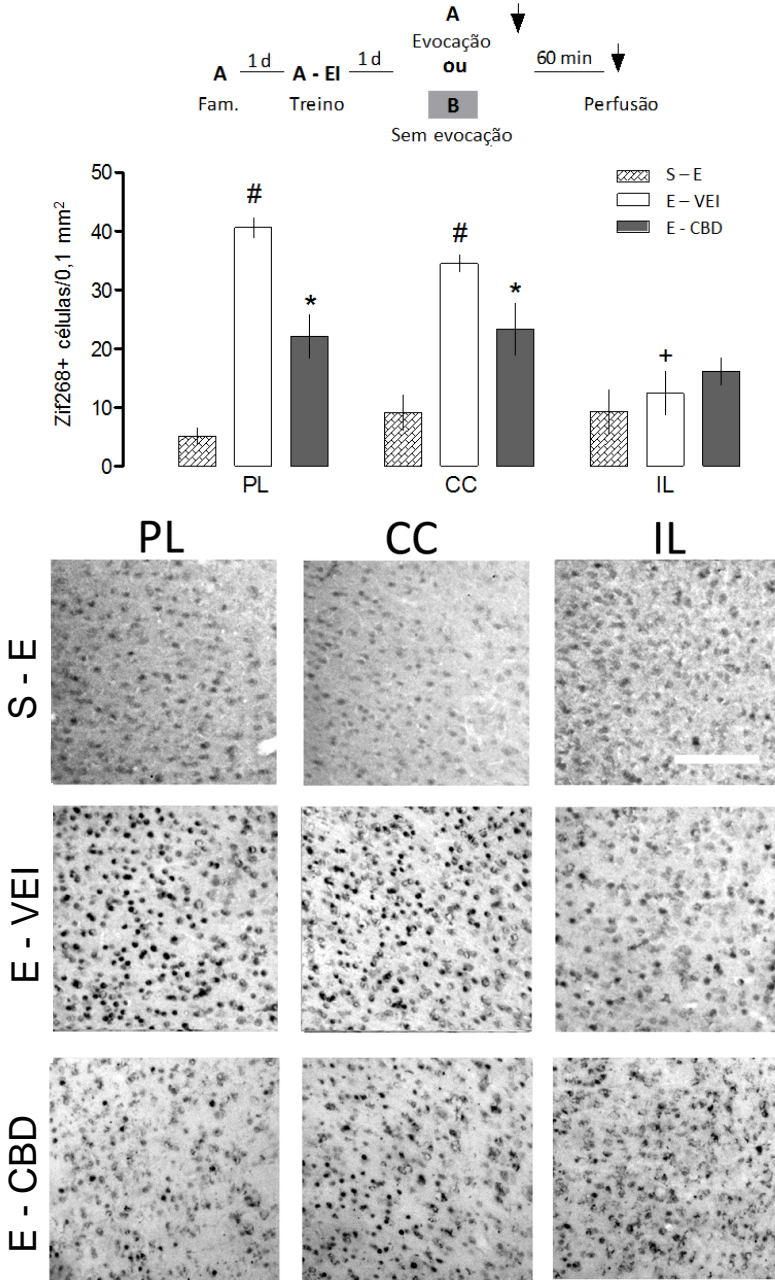 A
Evocação
1 d
1 d
ou
60 min
A
A - EI
B
Fam.
Treino
Perfusão
Sem evocação
S – E
E – VEI
E - CBD
Zif268+ células/0,1 mm²
50
40
30
20
10
0
#
*
#
*
+
PL
CC
IL
PL
CC
IL
S - E
E - VEI
E - CBD